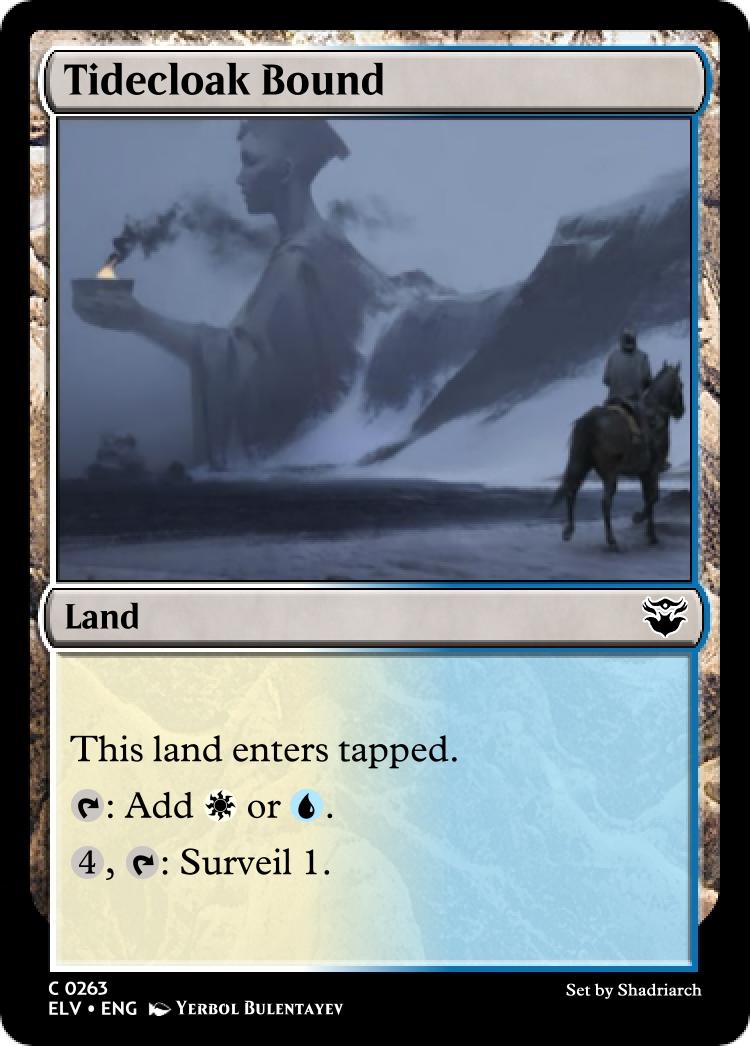 Tidecloak Bound
Land
This land enters tapped.
: Add or .
4, : Surveil 1.
C 0263
ELV • ENG Yerbol Bulentayev
Set by Shadriarch